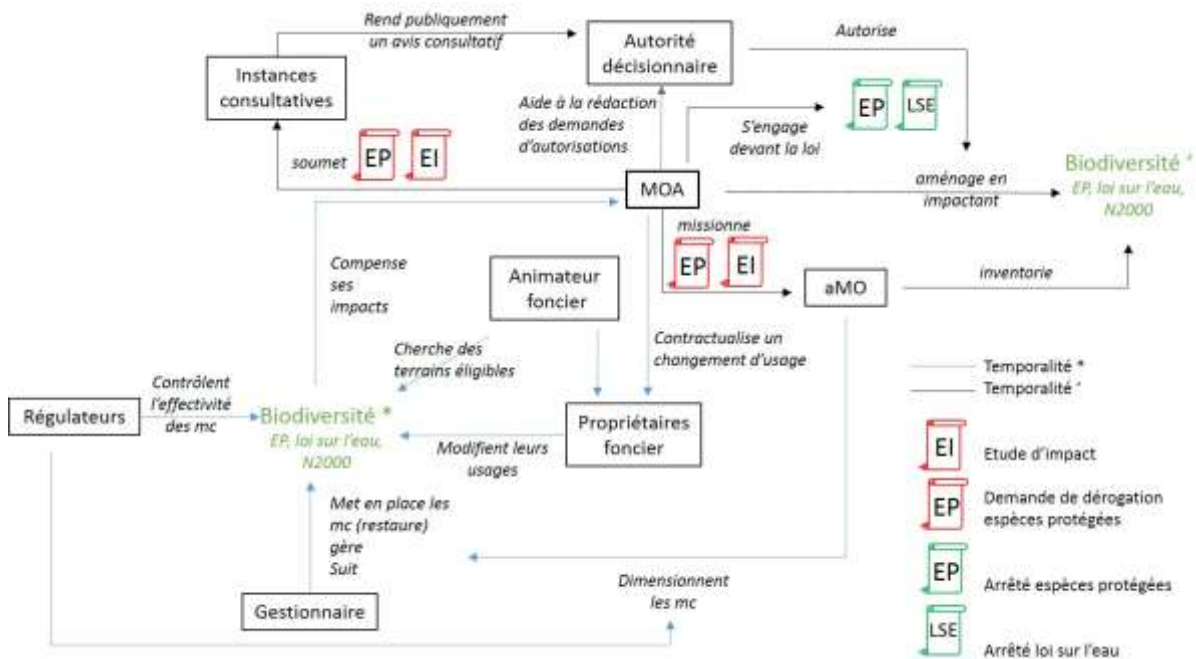 Rend publiquement
un avis consultatif
Autorité
décisionnaire
Autorise
Instances
consultatives
Aide à la rédaction
des demandes
d'autorisations
EP
LSE
S'engage
devant la loi
soumet
EP
EI
MOA
aménage en
impactant
Biodiversité ‘
EP, loi sur l'eau,
N2000
missionne
EP
EI
Compense
ses
impacts
Animateur
foncier
aMO
inventorie
Cherche des
terrains éligibles
Contractualise un
changement d'usage
Temporalité *
Temporalité ‘
Régulateurs
Contrôlent
l'effectivité
des mc
Biodiversité *
EP, loi sur l'eau,
N2000
Modifient leurs
usages
Propriétaires
foncier
EI
Etude d'impact
EP
Demande de dérogation
espèces protégées
Met en place les
mc (restaure)
gère
Suit
EP
Arrêté espèces protégées
Gestionnaire
Dimensionnent
les mc
LSE
Arrêté loi sur l'eau